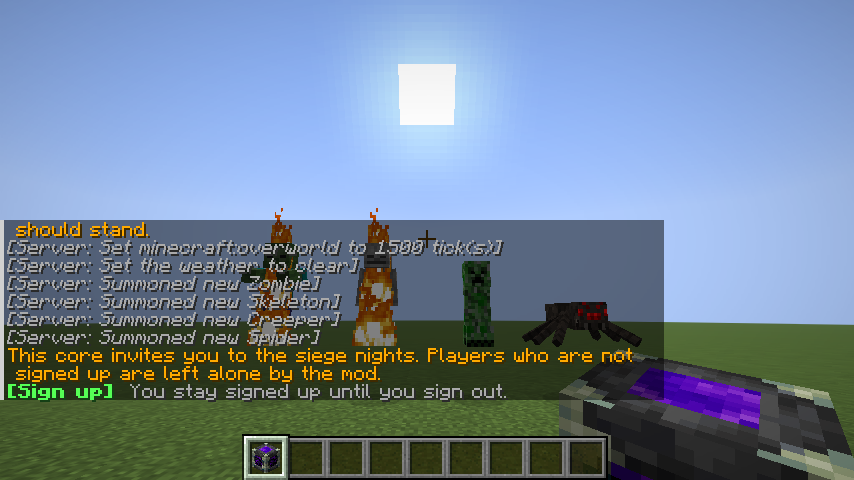 should stand.
[Server: Set minecraft:overworld to 1500 tick(s)]
[Server: Set the weather to clear]
[Server: Summoned new Zombie]
[Server: Summoned new Skeleton]
[Server: Summoned new Creeper]
[Server: Summoned new Spider]
This core invites you to the siege nights. Players who are not
signed up are left alone by the mod.
[Sign up] You stay signed up until you sign out.